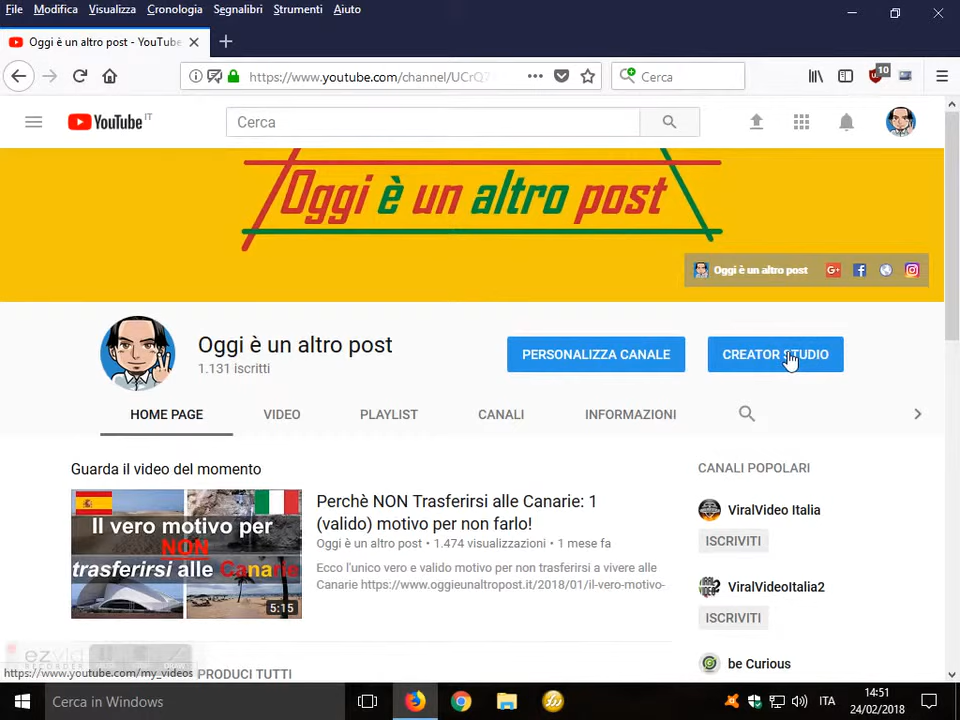 File Modifica Visualizza Cronologia Segnalibri Strumenti Aiuto
Oggi è un altro post - YouTube
https://www.youtube.com/channel/UCrQ7
Cerca
10
YouTube IT
Cerca
Oggi è un altro post
Oggi è un altro post
Oggi è un altro post
1.131 iscritti
PERSONALIZZA CANALE
CREATOR STUDIO
HOME PAGE VIDEO PLAYLIST CANALI INFORMAZIONI
Guarda il video del momento
Il vero motivo per
NON
trasferirsi alle Canarie
5:15
Perchè NON Trasferirsi alle Canarie: 1
(valido) motivo per non farlo!
Oggi è un altro post • 1.474 visualizzazioni • 1 mese fa
Ecco l'unico vero e valido motivo per non trasferirsi a vivere alle
Canarie https://www.oggieunaltropost.it/2018/01/il-vero-motivo-
CANALI POPOLARI
ViralVideo Italia
ISCRIVITI
ViralVideoItalia2
ISCRIVITI
be Curious
ezvid
RECORDER
https://www.youtube.com/my_videos
PRODUCI TUTTI
Cerca in Windows
ITA
14:51
24/02/2018